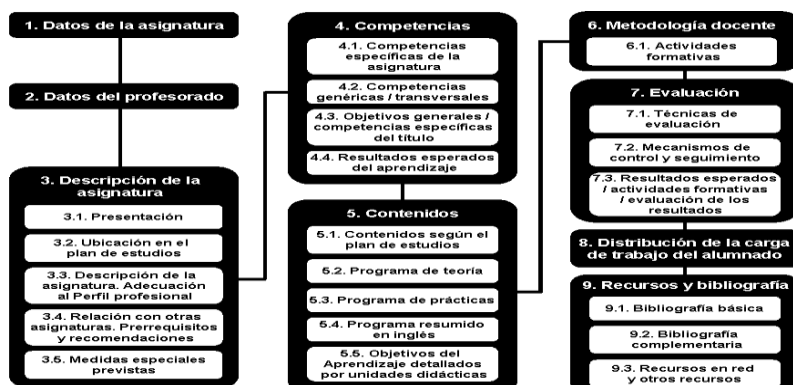 1. Datos de la asignatura
2. Datos del profesorado
3. Descripción de la
asignatura
3.1. Presentación
3.2. Ubicación en el
plan de estudios
3.3. Descripción de la
asignatura. Adecuación
al Perfil profesional
3.4. Relación con otras
asignaturas. Prerrequisitos
y recomendaciones
3.5. Medidas especiales
previstas
4. Competencias
4.1. Competencias
específicas de la
asignatura
4.2. Competencias
genéricas / transversales
4.3. Objetivos generales /
competencias específicas
del título
4.4. Resultados esperados
del aprendizaje
5. Contenidos
5.1. Contenidos según el
plan de estudios
5.2. Programa de teoría
5.3. Programa de prácticas
5.4. Programa resumido
en inglés
5.5. Objetivos del
Aprendizaje detallados
por unidades didácticas
6. Metodología docente
6.1. Actividades
formativas
7. Evaluación
7.1. Técnicas de
evaluación
7.2. Mecanismos de
control y seguimiento
7.3. Resultados esperados
/ actividades formativas
/ evaluación de los
resultados
8. Distribución de la carga
de trabajo del alumnado
9. Recursos y bibliografía
9.1. Bibliografía básica
9.2. Bibliografía
complementaria
9.3. Recursos en red
y otros recursos